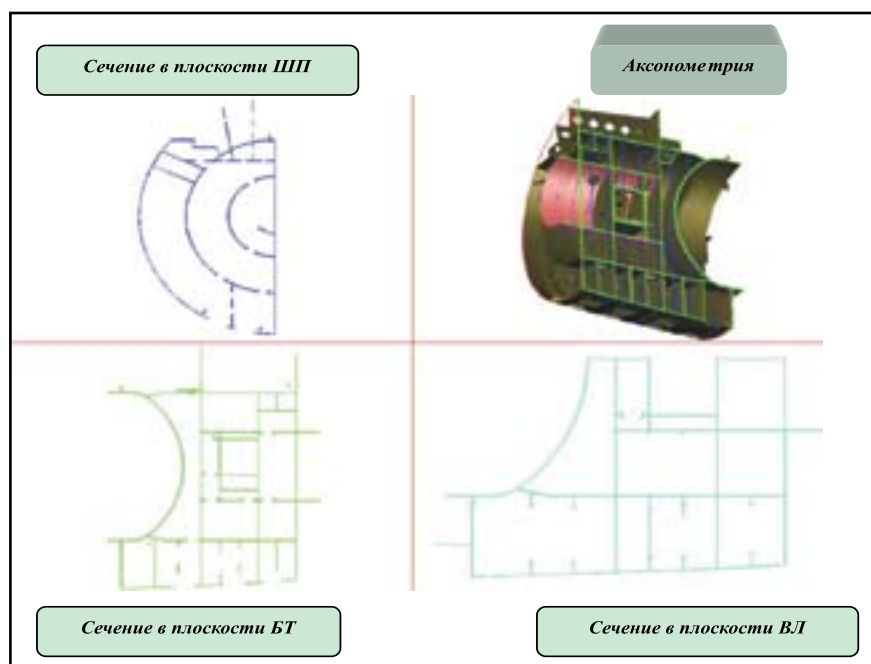 Сечение в плоскости ШП
Аксонометрия
Сечение в плоскости БТ
Сечение в плоскости ВЛ